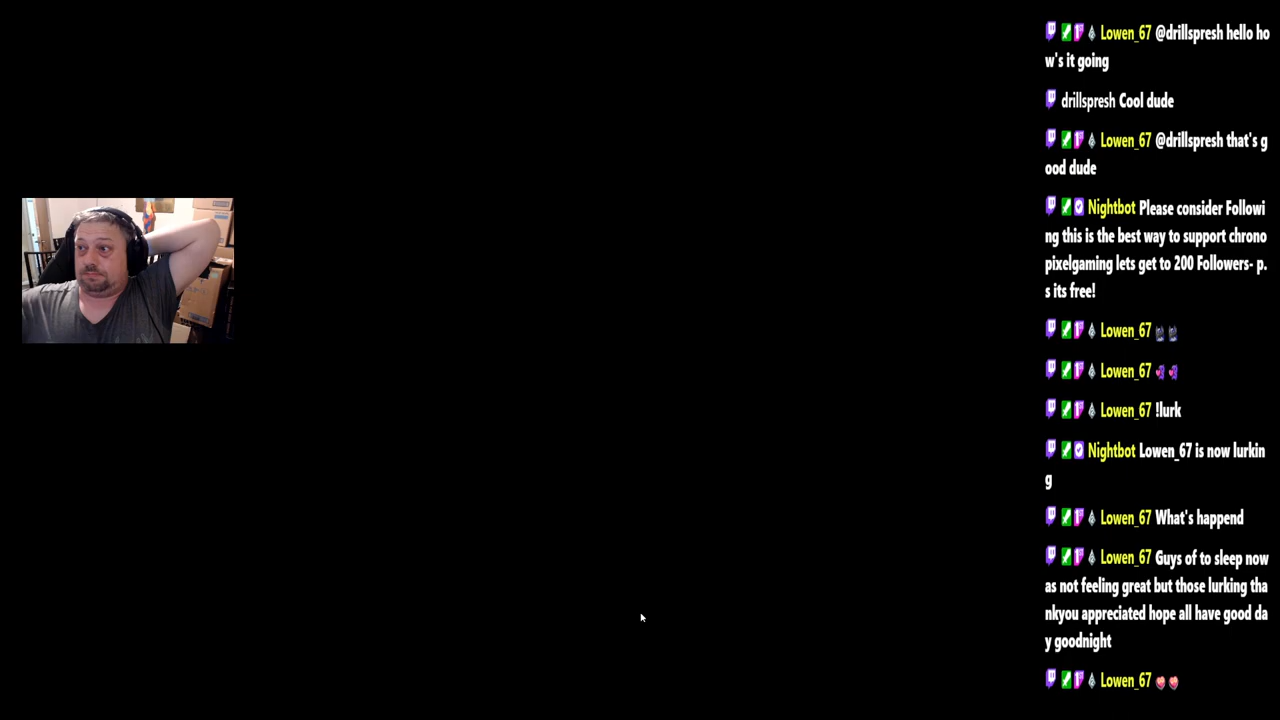 Lowen_67 @drillspresh hello ho
w's it going
drillspresh Cool dude
Lowen_67 @drillspresh that's g
ood dude
Nightbot Please consider Followi
ng this is the best way to support chrono
pixelgaming lets get to 200 Followers- p.
s its free!
Lowen_67
Lowen_67
Lowen_67 !lurk
Nightbot Lowen_67 is now lurkin
g
Lowen_67 What's happend
Lowen_67 Guys of to sleep now
as not feeling great but those lurking tha
nkyou appreciated hope all have good da
y goodnight
Lowen_67